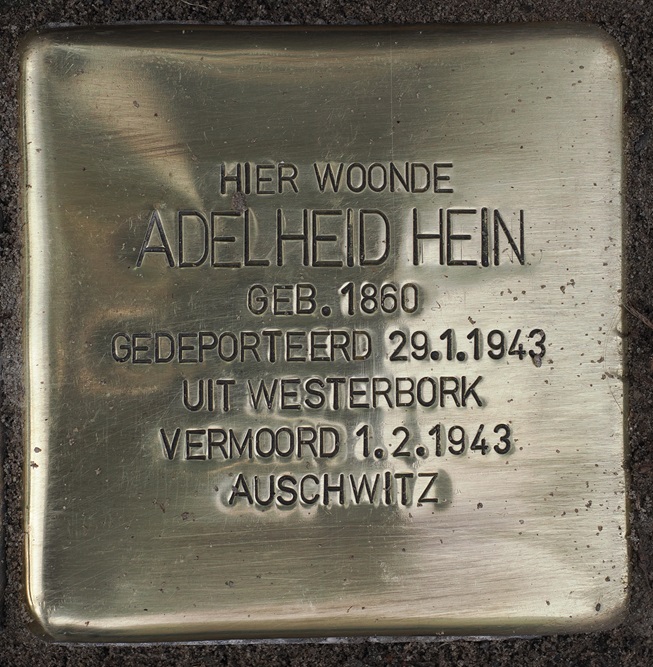 HIER WOONDE
ADELHEID HEIN
GEB. 1860
GEDEPORTEERD 29.1.1943
UIT WESTERBORK
VERMOORD 1.2.1943
AUSCHWITZ